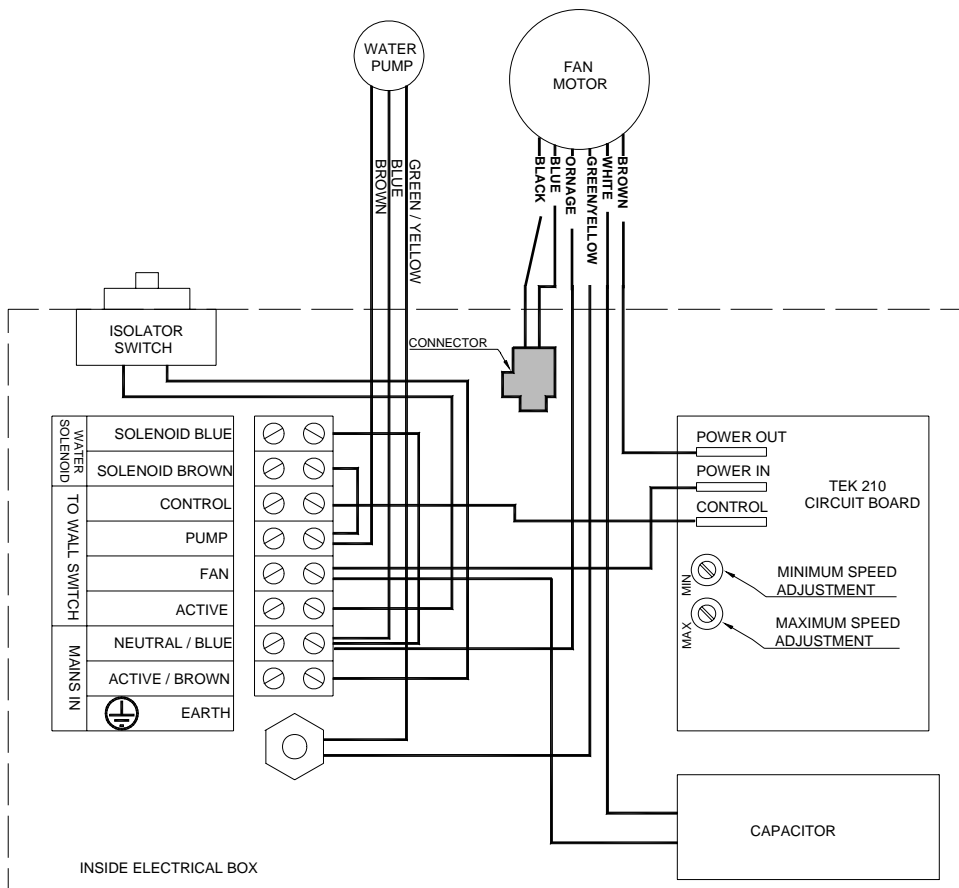 WATER
PUMP
FAN
MOTOR
BROWN
BLUE
GREEN / YELLOW
BLACK
BLUE
ORNAGE
GREEN/YELLOW
WHITE
BROWN
ISOLATOR
SWITCH
CONNECTOR
WATER
SOLENOID
SOLENOID BLUE
SOLENOID BROWN
TO WALL SWITCH
CONTROL
PUMP
FAN
ACTIVE
MAINS IN
NEUTRAL / BLUE
ACTIVE / BROWN
EARTH
POWER OUT
POWER IN
CONTROL
TEK 210
CIRCUIT BOARD
MIN
MINIMUM SPEED
ADJUSTMENT
MAX
MAXIMUM SPEED
ADJUSTMENT
CAPACITOR
INSIDE ELECTRICAL BOX